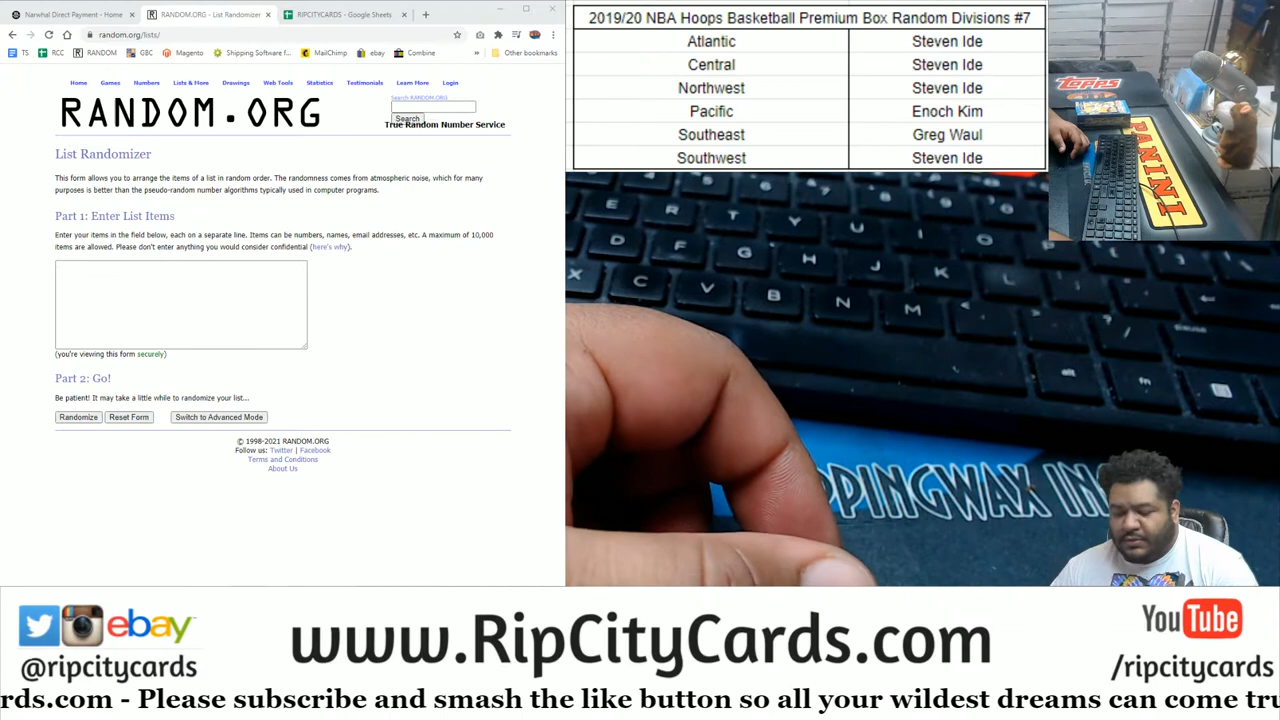 Narwhal Direct Payment - Home
RANDOM.ORG - List Randomizer
RIPCITYCARDS - Google Sheets
random.org/lists/
TS
RCC
RANDOM
GBC
Magento
Shipping Software f...
MailChimp
ebay
Combine
Other bookmarks
Home Games Numbers Lists & More Drawings Web Tools Statistics Testimonials Learn More Login
RANDOM.ORG
Search RANDOM.ORG
Search
True Random Number Service
List Randomizer
This form allows you to arrange the items of a list in random order. The randomness comes from atmospheric noise, which for many
purposes is better than the pseudo-random number algorithms typically used in computer programs.
Part 1: Enter List Items
Enter your items in the field below, each on a separate line. Items can be numbers, names, email addresses, etc. A maximum of 10,000
items are allowed. Please don't enter anything you would consider confidential (here's why).
(you're viewing this form securely)
Part 2: Go!
Be patient! It may take a little while to randomize your list...
Randomize Reset Form Switch to Advanced Mode
© 1998-2021 RANDOM.ORG
Follow us: Twitter | Facebook
Terms and Conditions
About Us
2019/20 NBA Hoops Basketball Premium Box Random Divisions #7
Atlantic Steven Ide
Central Steven Ide
Northwest Steven Ide
Pacific Enoch Kim
Southeast Greg Waul
Southwest Steven Ide
Topps
PANINI
E R T Y U I O
D F G H J K L
X C V B N M
alt fn
PPINGWAX IN
ebay
@ripcitycards
www.RipCityCards.com
YouTube
/ripcitycards
rds.com - Please subscribe and smash the like button so all your wildest dreams can come tru